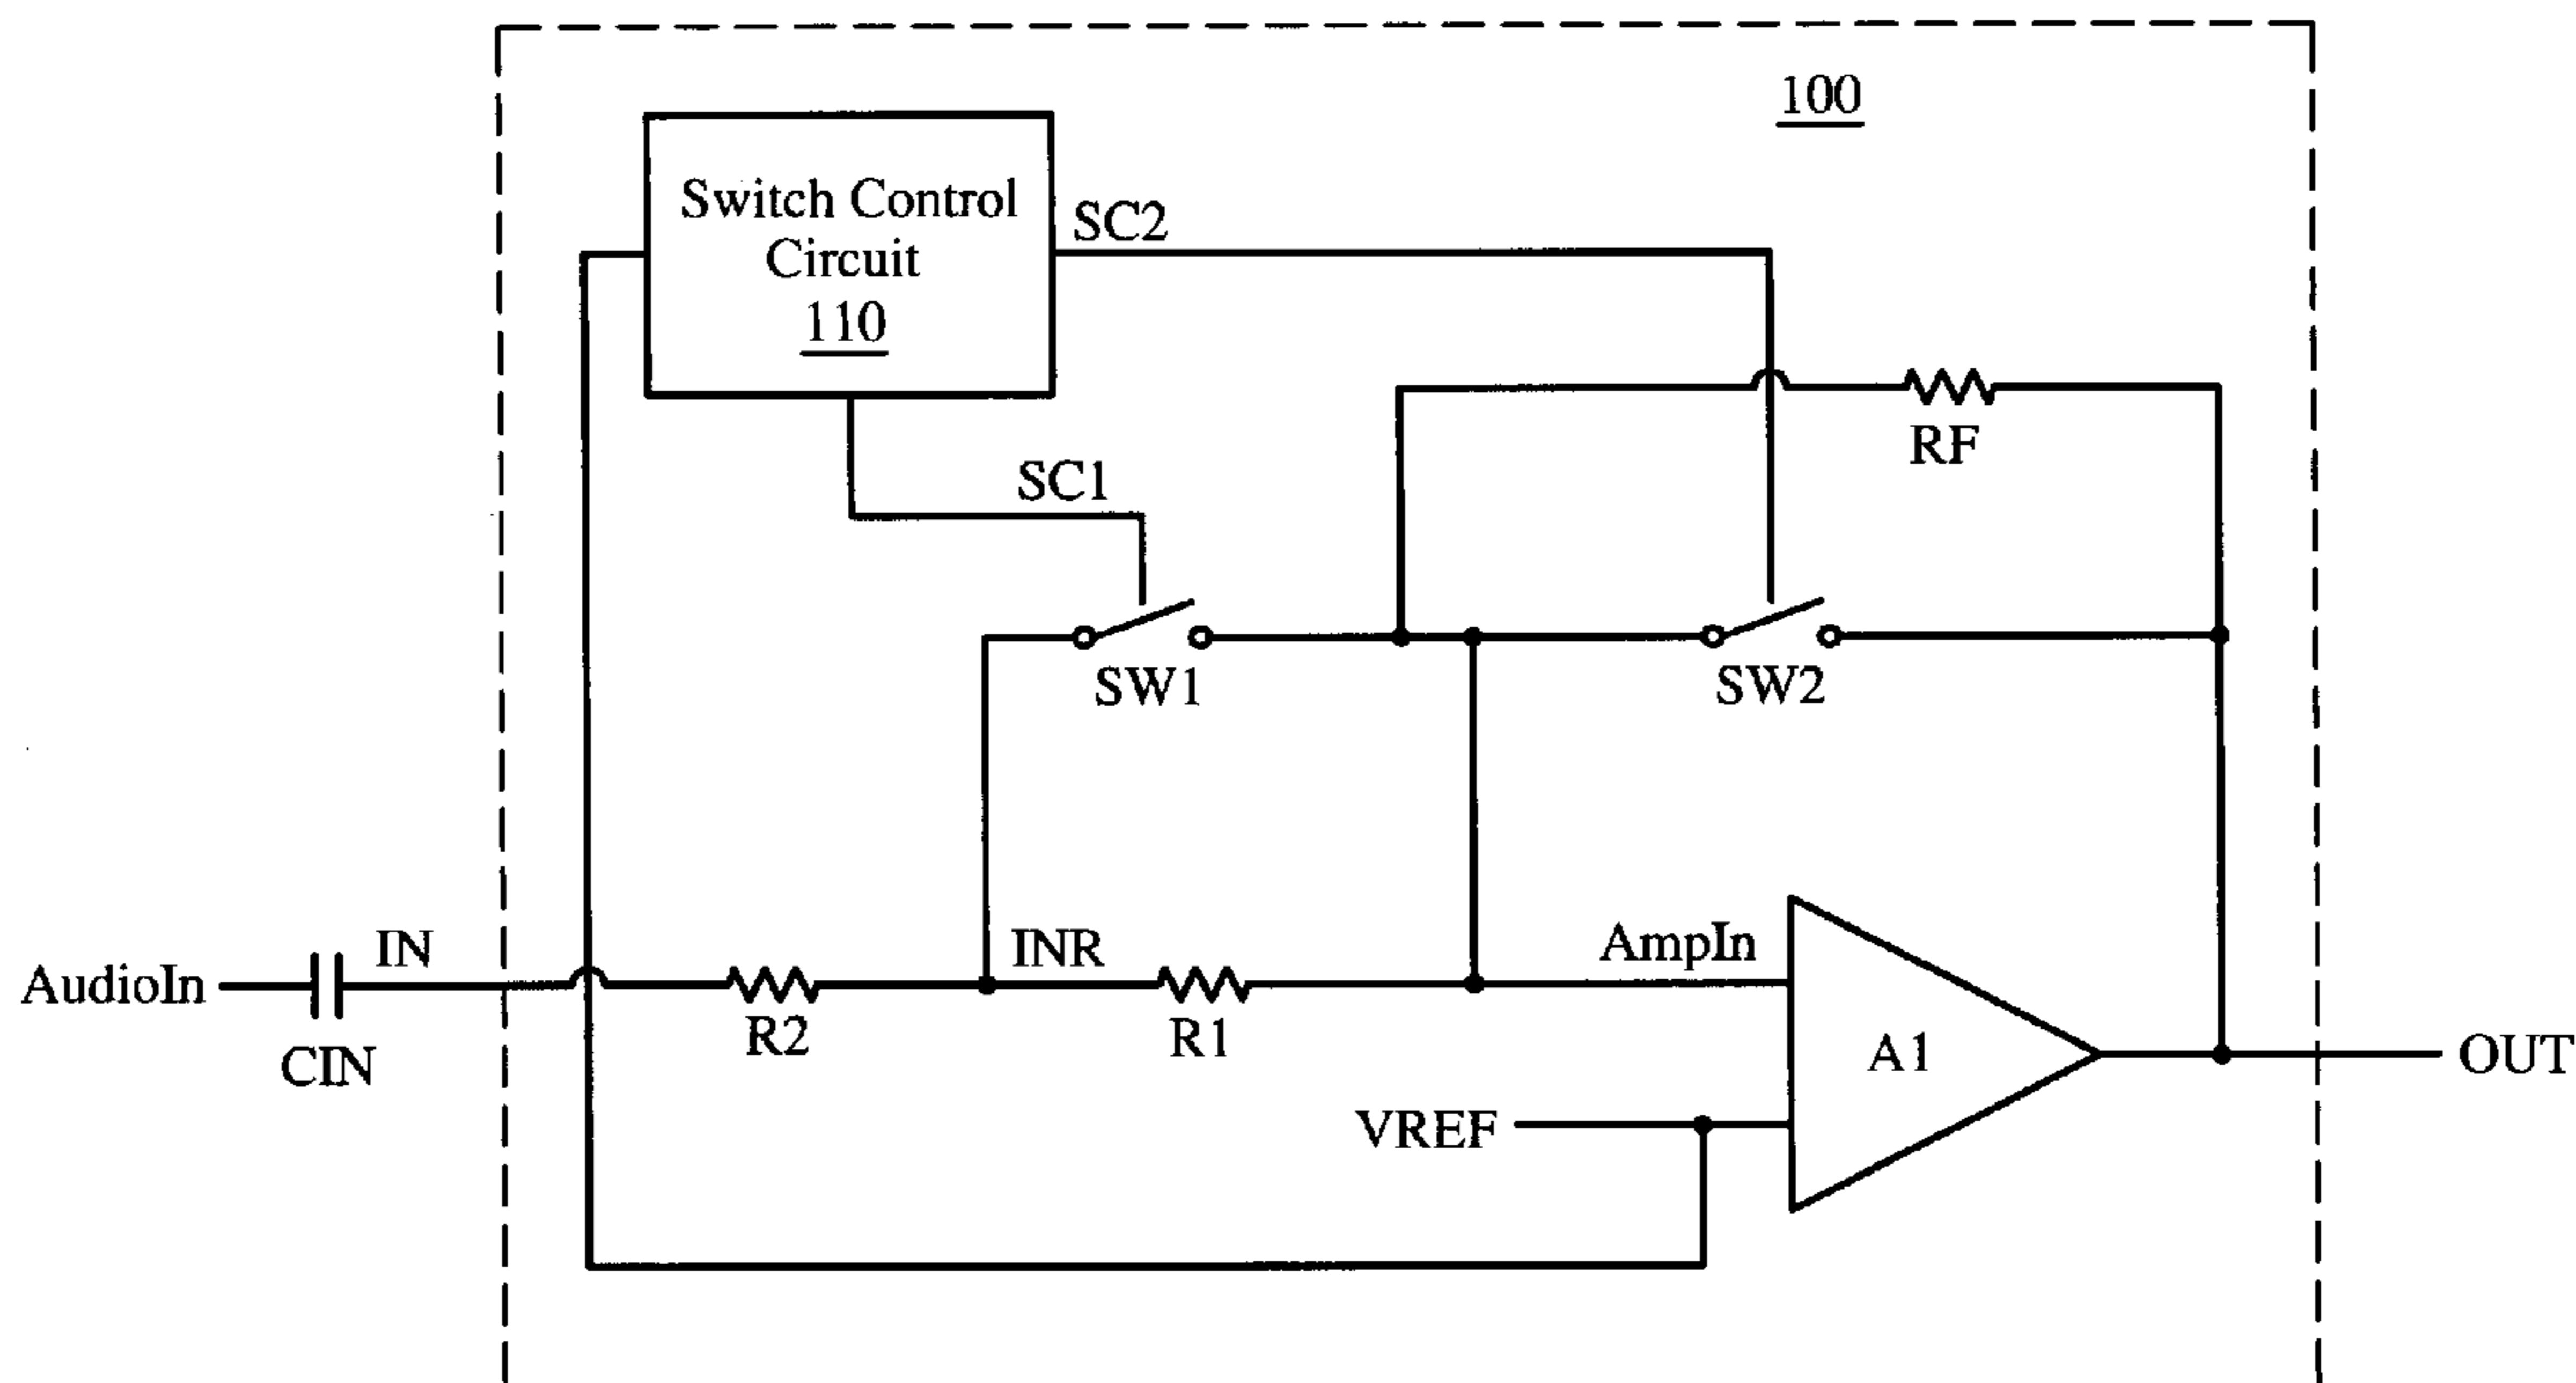 100
Switch Control
Circuit
110
SC2
RF
SC1
SW1
SW2
AudioIn
IN
CIN
R2
INR
R1
AmpIn
A1
VREF
OUT